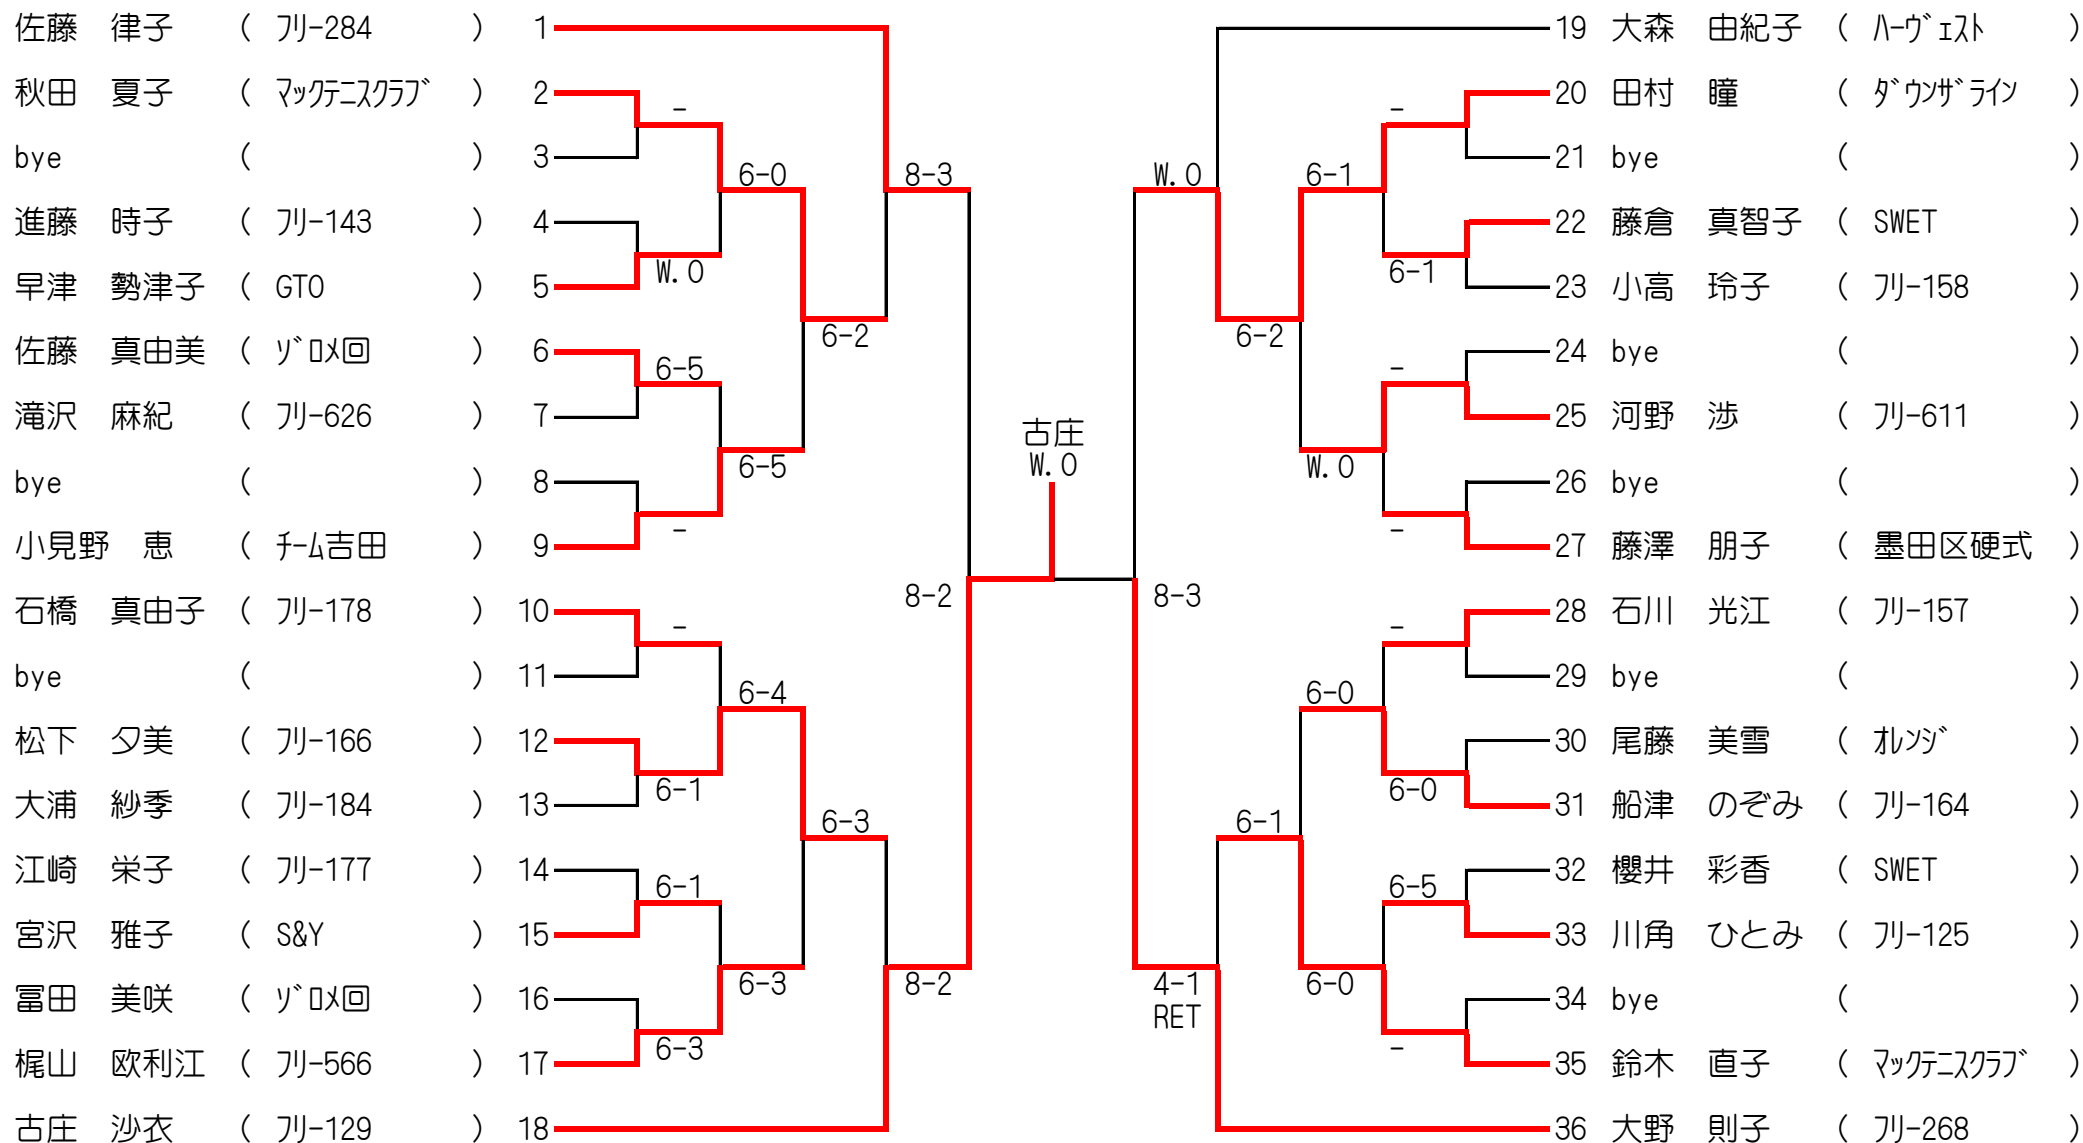 佐藤　律子 ( ﾌﾘｰ284 ) 1
秋田　夏子 ( ﾏｯｸﾃﾆｽｸﾗﾌﾞ ) 2
bye ( ) 3
進藤　時子 ( ﾌﾘｰ143 ) 4
早津　勢津子 ( GTO ) 5
佐藤　真由美 ( ｿﾞﾛﾒ回 ) 6
滝沢　麻紀 ( ﾌﾘｰ626 ) 7
bye ( ) 8
小見野　恵 ( ﾁｰﾑ吉田 ) 9
石橋　真由子 ( ﾌﾘｰ178 ) 10
bye ( ) 11
松下　夕美 ( ﾌﾘｰ166 ) 12
大浦　紗季 ( ﾌﾘｰ184 ) 13
江崎　栄子 ( ﾌﾘｰ177 ) 14
宮沢　雅子 ( S&Y ) 15
冨田　美咲 ( ｿﾞﾛﾒ回 ) 16
梶山　欧利江 ( ﾌﾘｰ566 ) 17
古庄　沙衣 ( ﾌﾘｰ129 ) 18
-
W.0
6-5
-
-
6-1
6-1
6-3
6-0
6-5
6-4
6-3
6-2
6-3
8-3
8-2
8-2
古庄
W.0
8-3
W.0
4-1
RET
6-2
6-1
6-1
W.0
6-0
6-0
-
6-1
-
-
-
6-0
6-5
-
19 大森　由紀子 ( ﾊｰｳﾞｪｽﾄ )
20 田村　瞳 ( ﾀﾞｳﾝｻﾞﾗｲﾝ )
21 bye ( )
22 藤倉　真智子 ( SWET )
23 小高　玲子 ( ﾌﾘｰ158 )
24 bye ( )
25 河野　渉 ( ﾌﾘｰ611 )
26 bye ( )
27 藤澤　朋子 ( 墨田区硬式 )
28 石川　光江 ( ﾌﾘｰ157 )
29 bye ( )
30 尾藤　美雪 ( ｵﾚﾝｼﾞ )
31 船津　のぞみ ( ﾌﾘｰ164 )
32 櫻井　彩香 ( SWET )
33 川角　ひとみ ( ﾌﾘｰ125 )
34 bye ( )
35 鈴木　直子 ( ﾏｯｸﾃﾆｽｸﾗﾌﾞ )
36 大野　則子 ( ﾌﾘｰ268 )